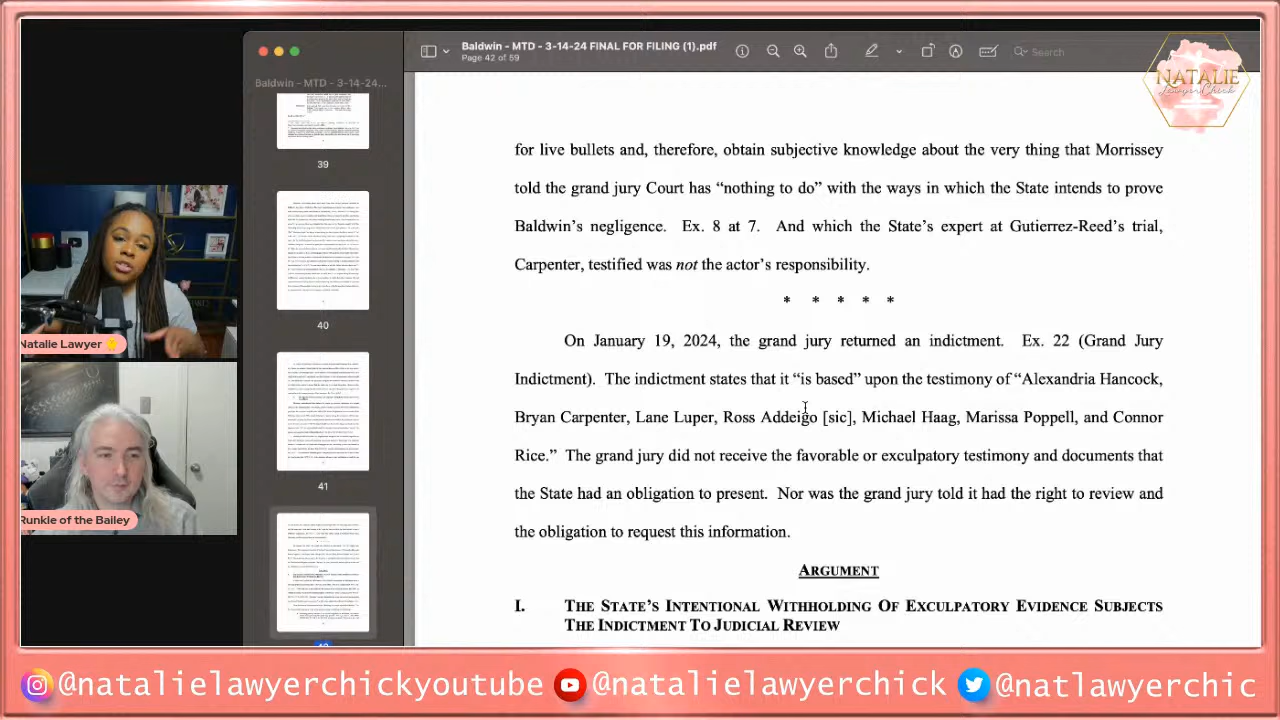 Baldwin - MTD - 3-14-24 FINAL FOR FILING (1).pdf
Page 42 of 59
Search
NATALIE
LawyerChick
Baldwin - MTD - 3-14-24...
39
40
41
for live bullets and, therefore, obtain subjective knowledge about the very thing that Morrissey
told the grand jury Court has “nothing to do” with the ways in which the State intends to prove
Baldwin’s negligence. Ex. 8 at and which the State’s expert at Gutierrez-Reed’s trial,
Carpenter, testified was not the actor’s responsibility.
* * * * *
On January 19, 2024, the grand jury returned an indictment. Ex. 22 (Grand Jury
Indictment). The indictment states that it “is based” upon the testimony of “Alexandria Hancock,
Bryan Carpenter, Lane Luper, [sic], Michael Haag, and Connor
Rice.” The grand jury did not receive the favorable or exculpatory testimony and documents that
the State had an obligation to present. Nor was the grand jury told it had the right to review and
the obligation to request this information.
ARGUMENT
I. THE STATE’S INTENTIONAL WITHHOLDING OF EXCULPATORY EVIDENCE SUBJECTS
THE INDICTMENT TO JUDICIAL REVIEW
Natalie Lawyer
Runkle of the Bailey
@natalielawyerchickyoutube @natalielawyerchick @natlawyerchic